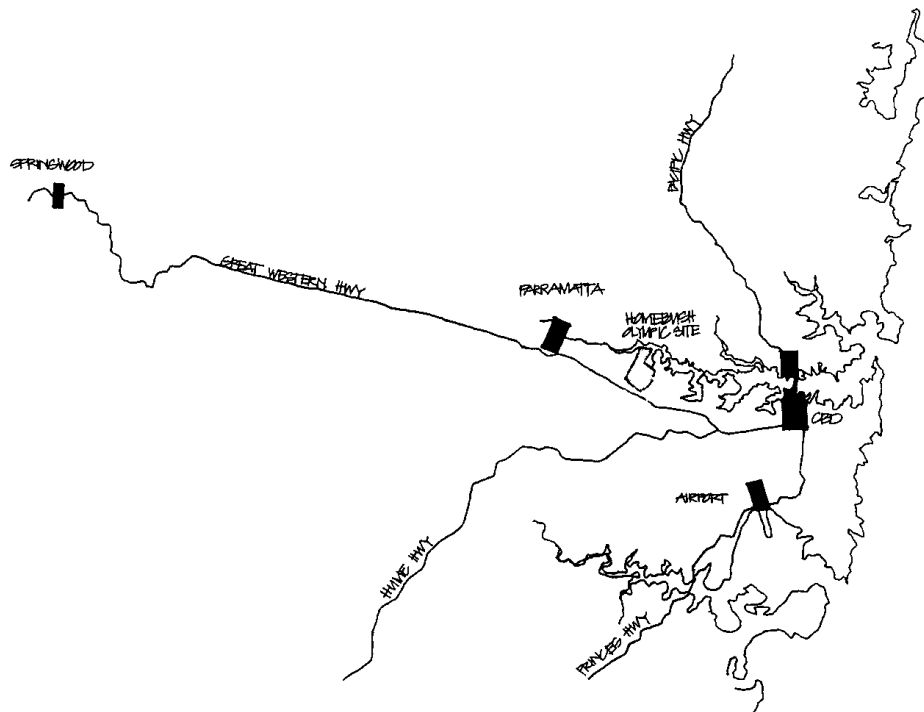 PACIFIC HWY
SPRINGWOOD
GREAT WESTERN HWY
PARRAMATTA
HOMEBUSH
OLYMPIC SITE
CBD
AIRPORT
HUME HWY
PRINCES HWY